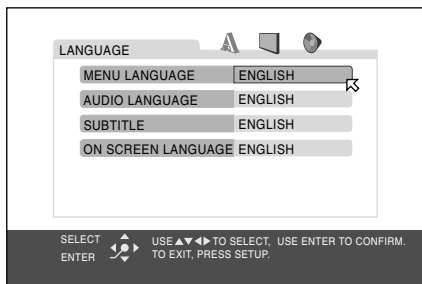 LANGUAGE
MENU LANGUAGE ENGLISH
AUDIO LANGUAGE ENGLISH
SUBTITLE ENGLISH
ON SCREEN LANGUAGE ENGLISH
SELECT
ENTER
USE ▲▼◀▶ TO SELECT, USE ENTER TO CONFIRM.
TO EXIT, PRESS SETUP.